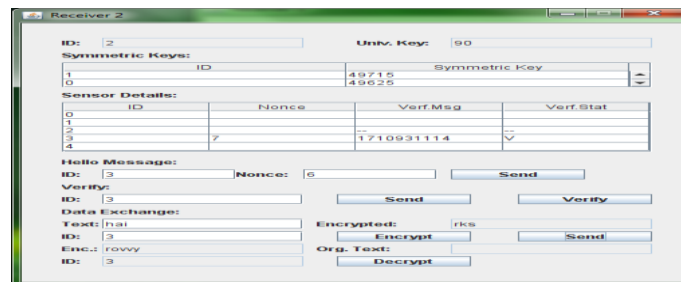 Receiver 2
ID: 2 Univ. Key: 90
Symmetric Keys:
ID Symmetric Key
1 49715
0 49625
Sensor Details:
ID Nonce Verf.Msg Verf.Stat
0
1
2 -- --
3 7 1710931114 V
4
Hello Message:
ID: 3 Nonce: 6 Send
Verify:
ID: 3 Send Verify
Data Exchange:
Text: hai Encrypted: rks
ID: 3 Encrypt Send
Enc.: rovvy Org. Text:
ID: 3 Decrypt